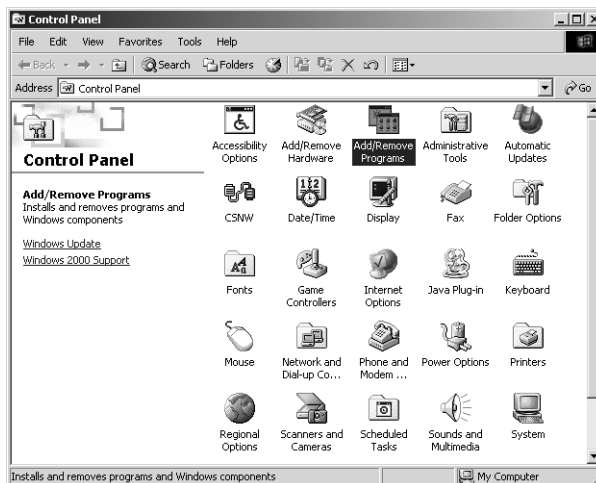 Control Panel
File Edit View Favorites Tools Help
Back Search Folders
Address Control Panel Go
Control Panel
Add/Remove Programs
Installs and removes programs and
Windows components
Windows Update
Windows 2000 Support
Accessibility
Options
Add/Remove
Hardware
Add/Remove
Programs
Administrative
Tools
Automatic
Updates
CSNW
Date/Time
Display
Fax
Folder Options
Fonts
Game
Controllers
Internet
Options
Java Plug-in
Keyboard
Mouse
Network and
Dial-up Co...
Phone and
Modem ...
Power Options
Printers
Regional
Options
Scanners and
Cameras
Scheduled
Tasks
Sounds and
Multimedia
System
Installs and removes programs and Windows components My Computer